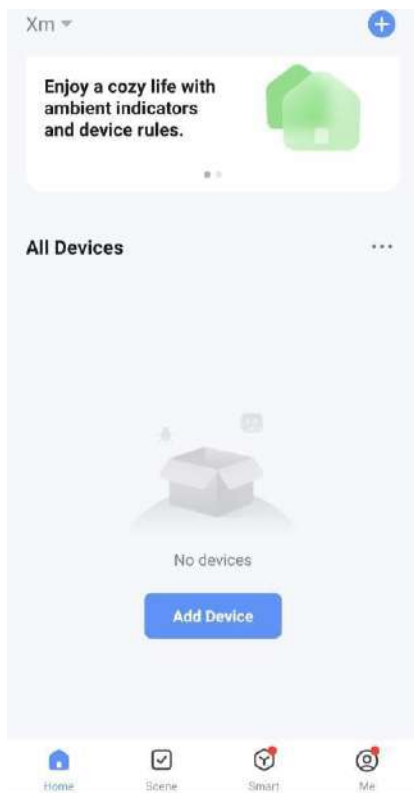 Xm
Enjoy a cozy life with
ambient indicators
and device rules.
All Devices
No devices
Add Device
Home
Scene
Smart
Me